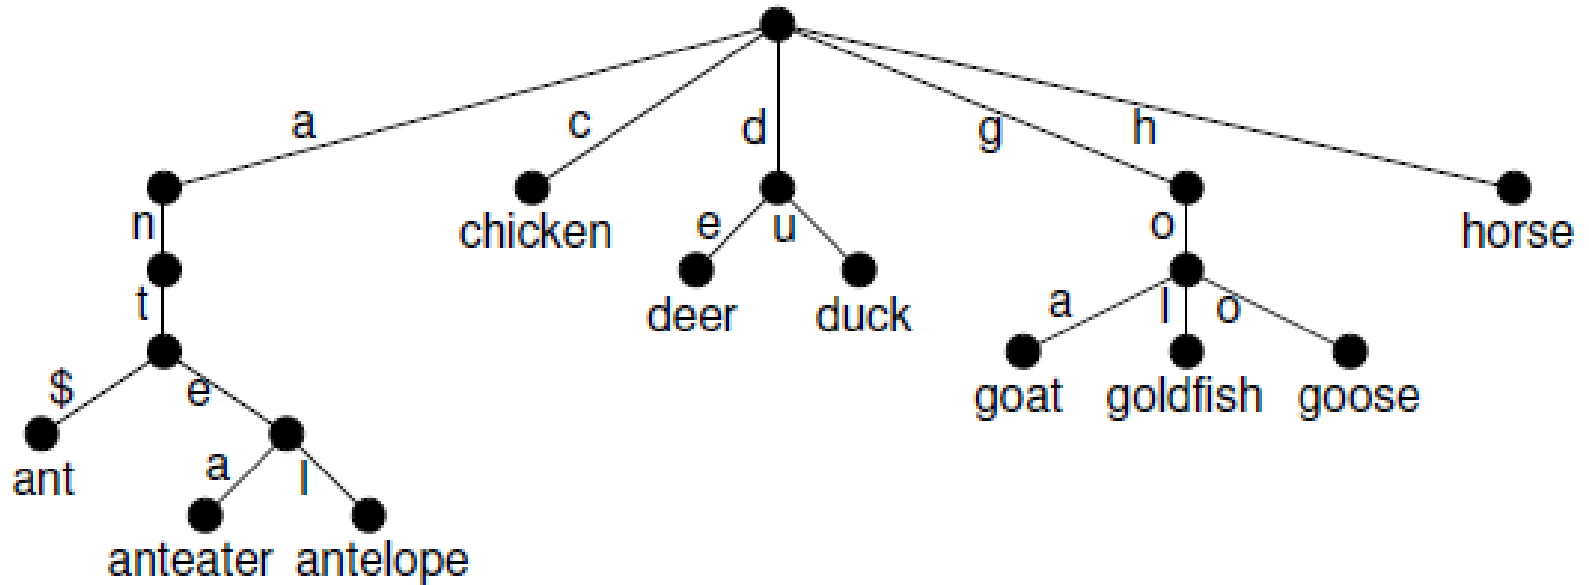 a c d g h
n chicken e u o horse
t deer duck a l o
$ e goat goldfish goose
ant a l
anteater antelope